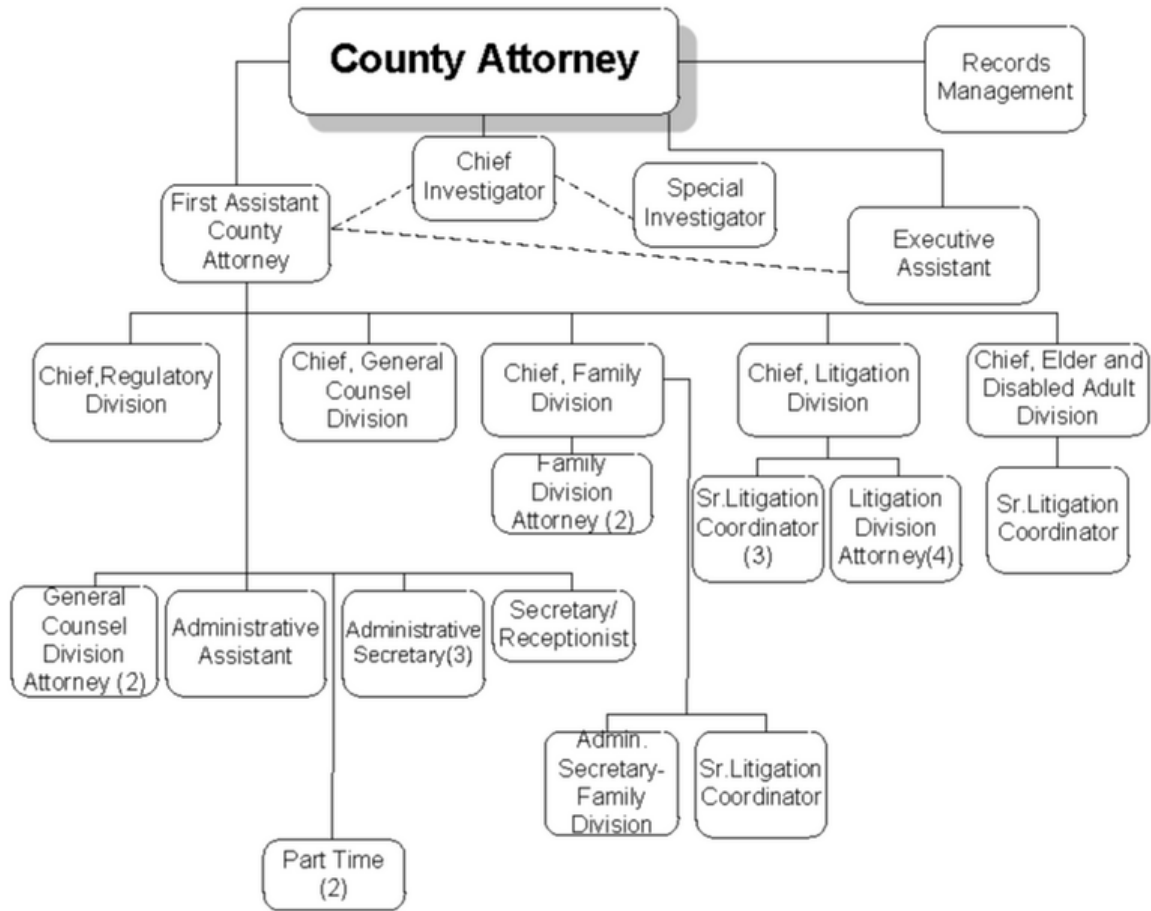 County Attorney
Records
Management
Chief
Investigator
Special
Investigator
First Assistant
County
Attorney
Executive
Assistant
Chief,Regulatory
Division
Chief, General
Counsel
Division
Chief, Family
Division
Chief, Litigation
Division
Chief, Elder and
Disabled Adult
Division
Family
Division
Attorney (2)
Sr.Litigation
Coordinator
(3)
Litigation
Division
Attorney(4)
Sr.Litigation
Coordinator
General
Counsel
Division
Attorney (2)
Administrative
Assistant
Administrative
Secretary(3)
Secretary/
Receptionist
Admin.
Secretary-
Family
Division
Sr.Litigation
Coordinator
Part Time
(2)